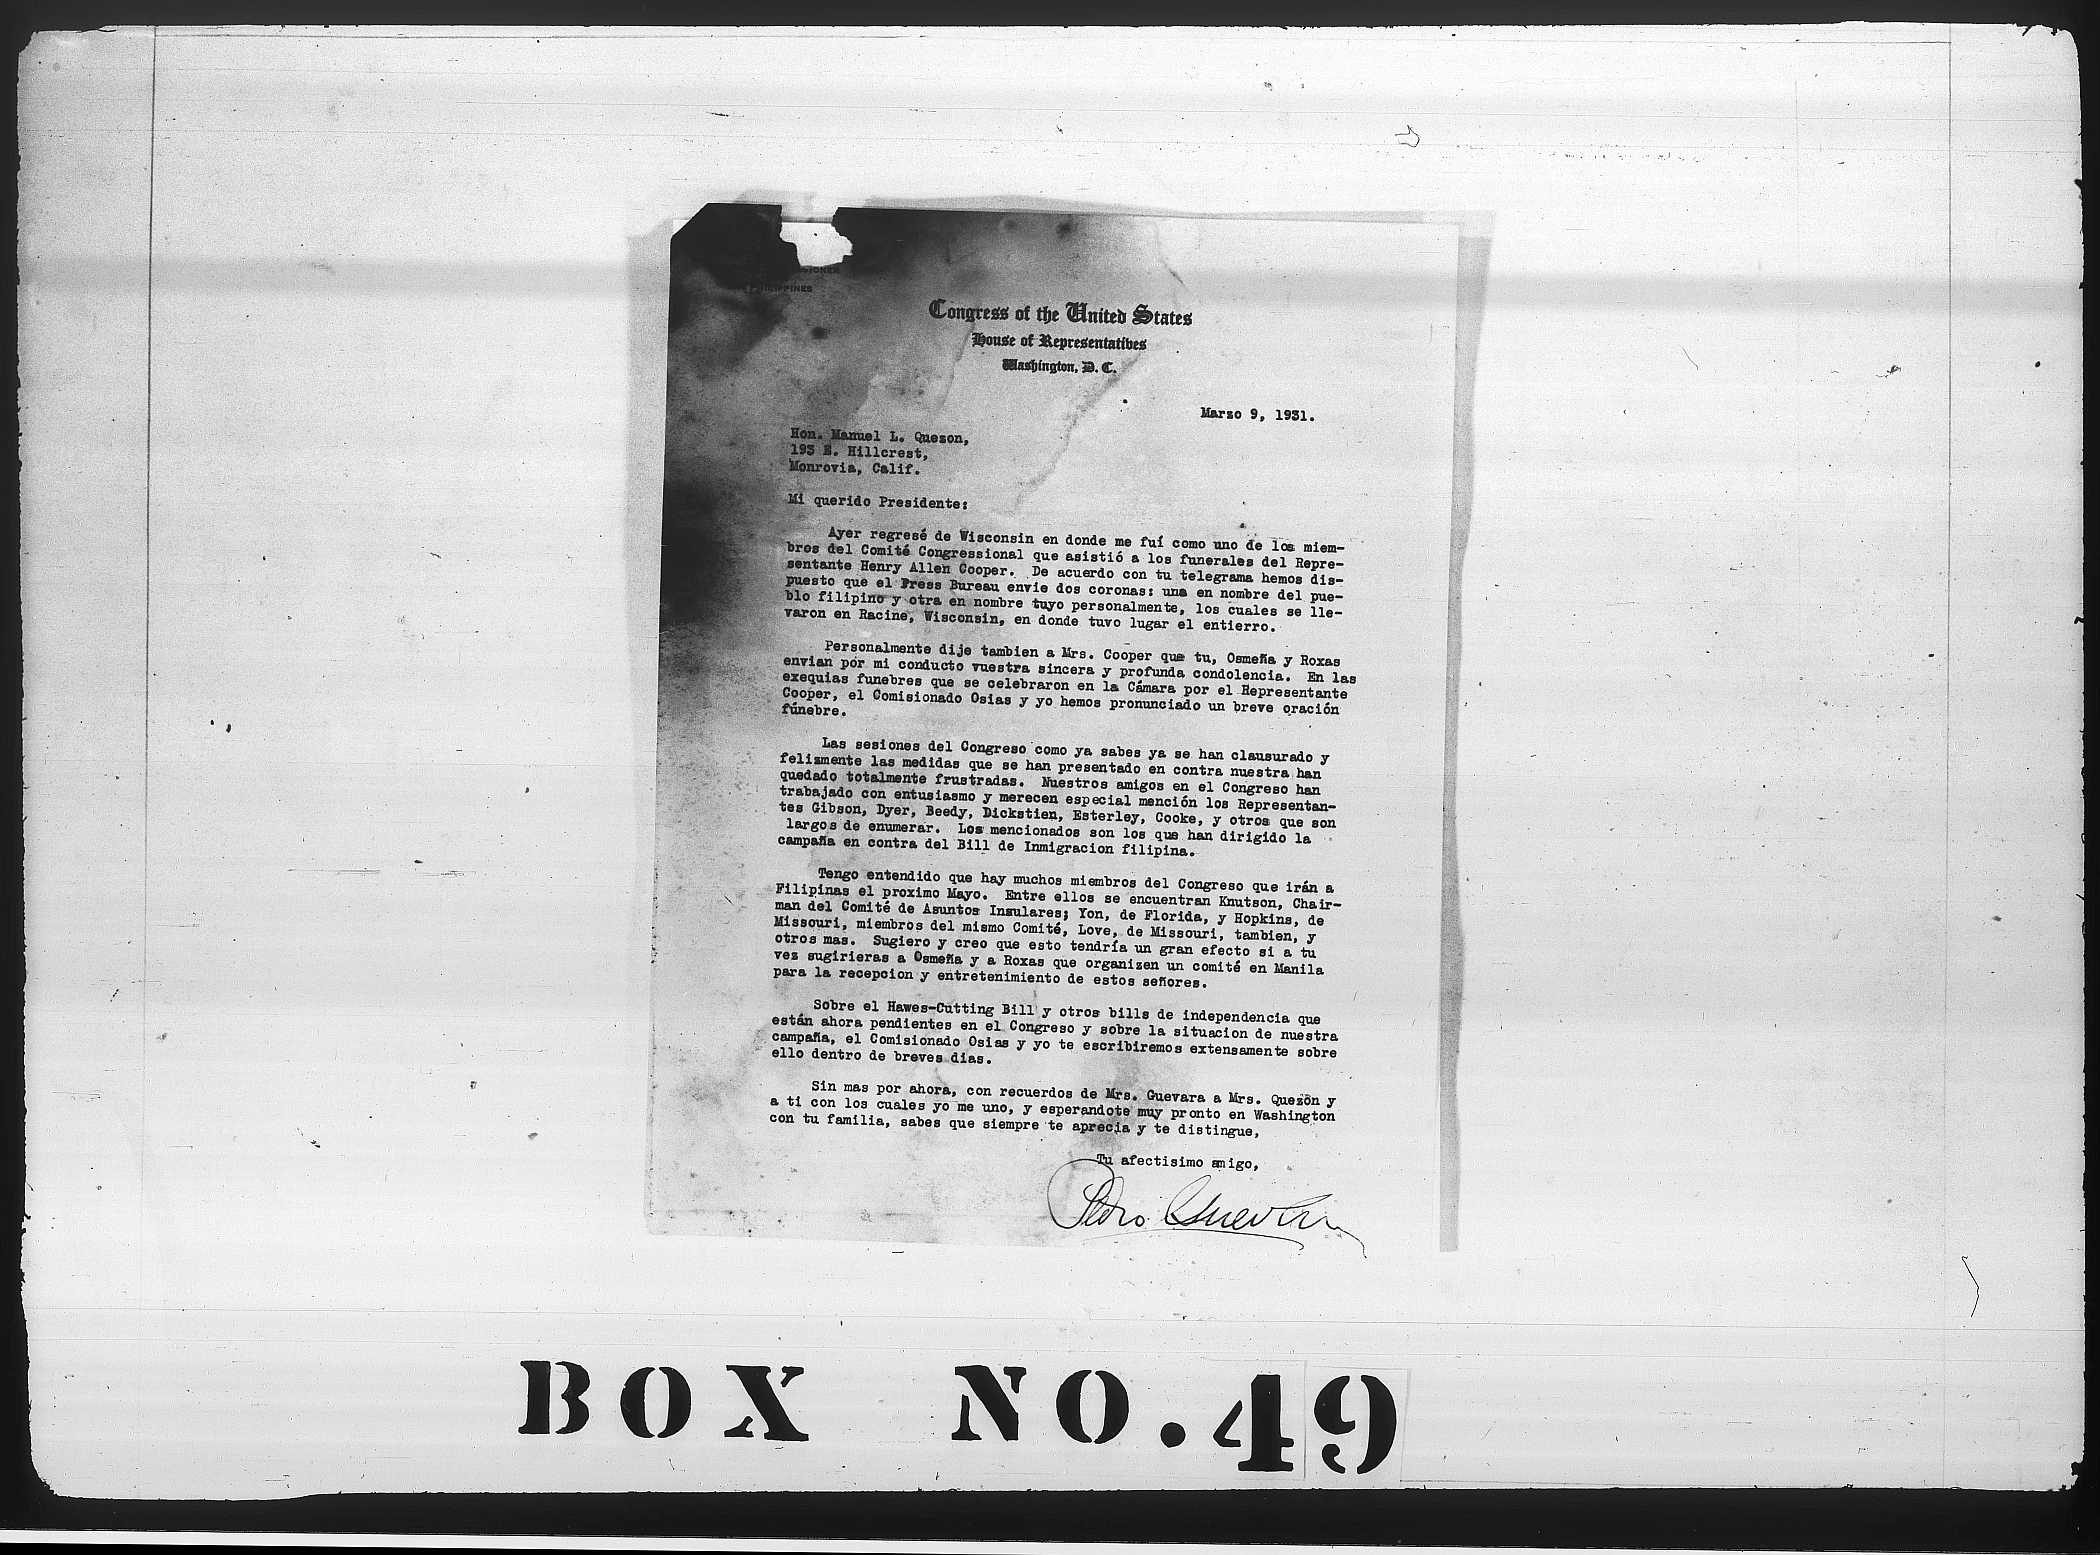 PHILIPPINES
Congress of the United States
House of Representatives
Washington, D. C.
Marzo 9, 1931.
Hon. Manuel L. Quezon,
193 E. Hillcrest,
Monrovia, Calif.
Mi querido Presidente:
Ayer regresé de Wisconsin en donde me fuí como uno de los miem-
bros del Comité Congressional que asistió a los funerales del Repre-
sentante Henry Allen Cooper. De acuerdo con tu telegrama hemos dis-
puesto que el Press Bureau envie dos coronas: una en nombre del pue-
blo filipino y otra en nombre tuyo personalmente, los cuales se lle-
varon en Racine, Wisconsin, en donde tuvo lugar el entierro.
Personalmente dije tambien a Mrs. Cooper que tu, Osmeña y Roxas
envian por mi conducto vuestra sincera y profunda condolencia. En las
exequias funebres que se celebraron en la Cámara por el Representante
Cooper, el Comisionado Osias y yo hemos pronunciado un breve oración
fúnebre.
Las sesiones del Congreso como ya sabes ya se han clausurado y
felizmente las medidas que se han presentado en contra nuestra han
quedado totalmente frustradas. Nuestros amigos en el Congreso han
trabajado con entusiasmo y merecen especial mención los Representan-
tes Gibson, Dyer, Beedy, Dickstien, Esterley, Cooke, y otros que son
largos de enumerar. Los mencionados son los que han dirigido la
campaña en contra del Bill de Inmigracion filipina.
Tengo entendido que hay muchos miembros del Congreso que irán a
Filipinas el proximo Mayo. Entre ellos se encuentran Knutson, Chair-
man del Comité de Asuntos Insulares; Yon, de Florida, y Hopkins, de
Missouri, miembros del mismo Comité, Love, de Missouri, tambien, y
otros mas. Sugiero y creo que esto tendría un gran efecto si a tu
vez sugirieras a Osmeña y a Roxas que organizen un comité en Manila
para la recepcion y entretenimiento de estos señores.
Sobre el Hawes-Cutting Bill y otros bills de independencia que
están ahora pendientes en el Congreso y sobre la situacion de nuestra
campaña, el Comisionado Osias y yo te escribiremos extensamente sobre
ello dentro de breves dias.
Sin mas por ahora, con recuerdos de Mrs. Guevara a Mrs. Quezon y
a ti con los cuales yo me uno, y esperandote muy pronto en Washington
con tu familia, sabes que siempre te aprecia y te distingue,
Tu afectisimo amigo,
Pedro Guevara
BOX NO. 49